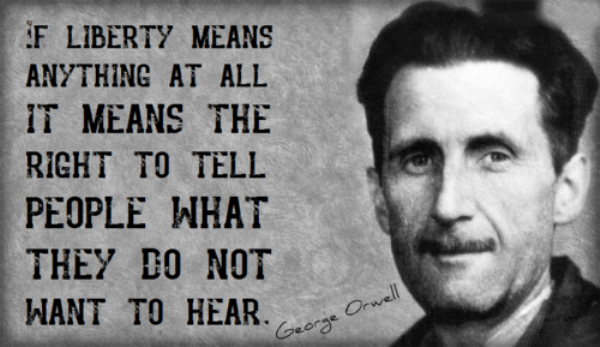 IF LIBERTY MEANS
ANYTHING AT ALL
IT MEANS THE
RIGHT TO TELL
PEOPLE WHAT
THEY DO NOT
WANT TO HEAR.
George Orwell